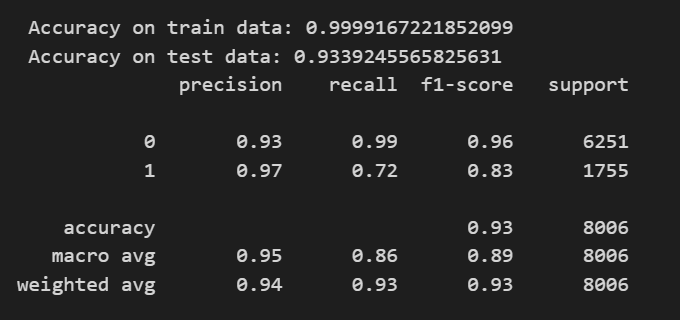 Accuracy on train data: 0.9999167221852099
Accuracy on test data: 0.9339245565825631
precision recall f1-score support
0 0.93 0.99 0.96 6251
1 0.97 0.72 0.83 1755
accuracy 0.93 8006
macro avg 0.95 0.86 0.89 8006
weighted avg 0.94 0.93 0.93 8006